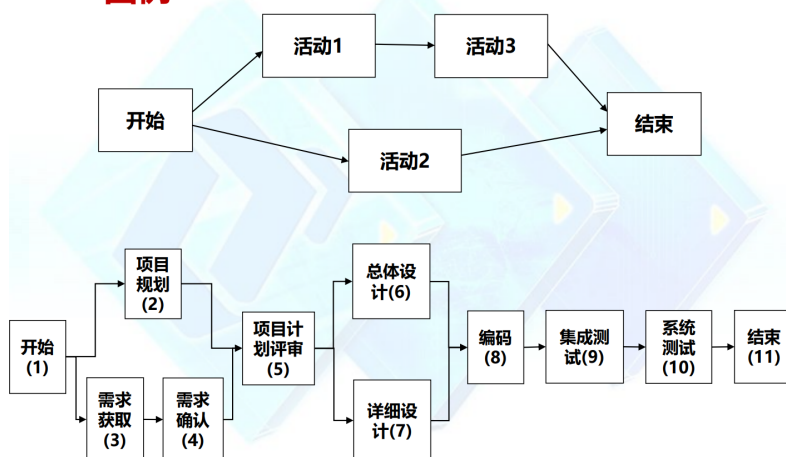 活动1
活动3
开始
结束
活动2
项目
规划
(2)
总体设
计(6)
开始
(1)
项目计
划评审
(5)
编码
(8)
集成测
试(9)
系统
测试
(10)
结束
(11)
需求
获取
(3)
需求
确认
(4)
详细设
计(7)